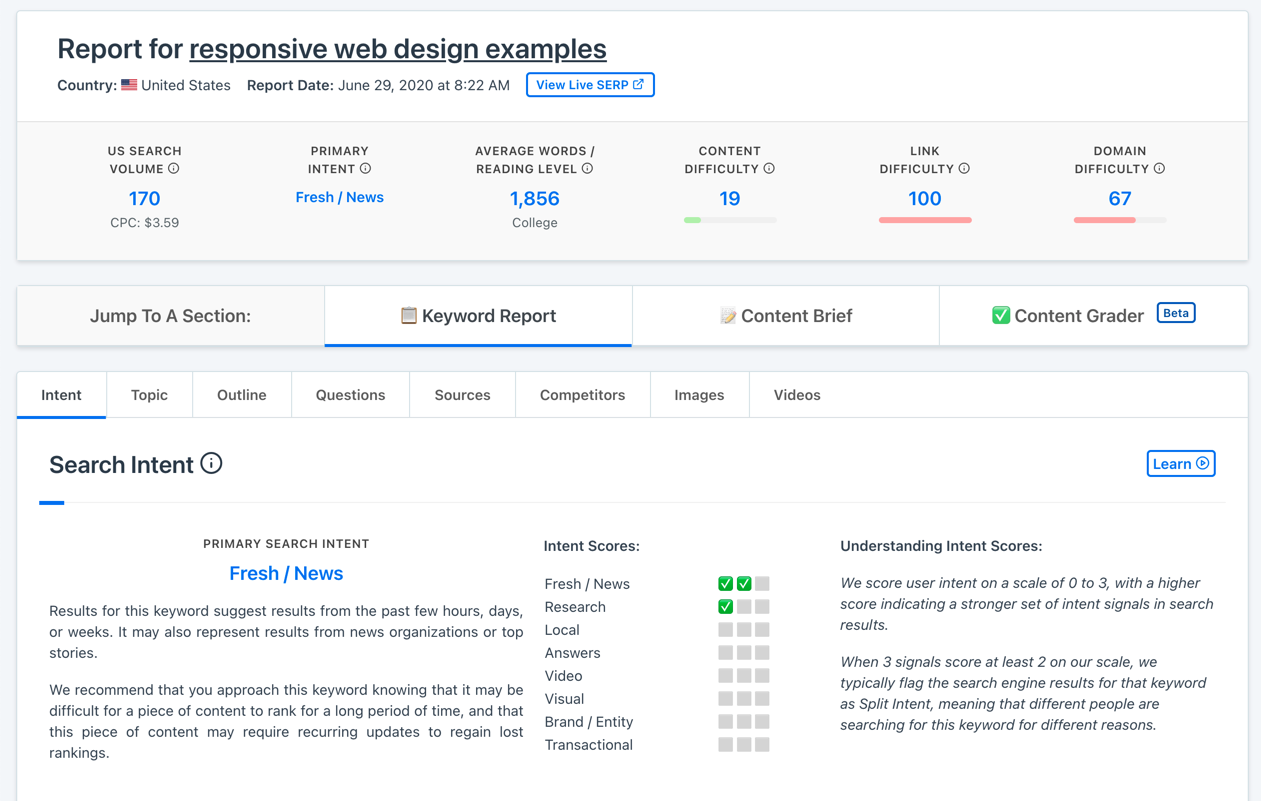 Report for responsive web design examples
Country: United States Report Date: June 29, 2020 at 8:22 AM View Live SERP
US SEARCH
VOLUME
170
CPC: $3.59
PRIMARY
INTENT
Fresh / News
AVERAGE WORDS /
READING LEVEL
1,856
College
CONTENT
DIFFICULTY
19
LINK
DIFFICULTY
100
DOMAIN
DIFFICULTY
67
Jump To A Section:
Keyword Report
Content Brief
Content Grader Beta
Intent
Topic
Outline
Questions
Sources
Competitors
Images
Videos
Search Intent
Learn
PRIMARY SEARCH INTENT
Fresh / News
Results for this keyword suggest results from the past few hours, days,
or weeks. It may also represent results from news organizations or top
stories.
We recommend that you approach this keyword knowing that it may be
difficult for a piece of content to rank for a long period of time, and that
this piece of content may require recurring updates to regain lost
rankings.
Intent Scores:
Fresh / News
Research
Local
Answers
Video
Visual
Brand / Entity
Transactional
Understanding Intent Scores:
We score user intent on a scale of 0 to 3, with a higher
score indicating a stronger set of intent signals in search
results.
When 3 signals score at least 2 on our scale, we
typically flag the search engine results for that keyword
as Split Intent, meaning that different people are
searching for this keyword for different reasons.